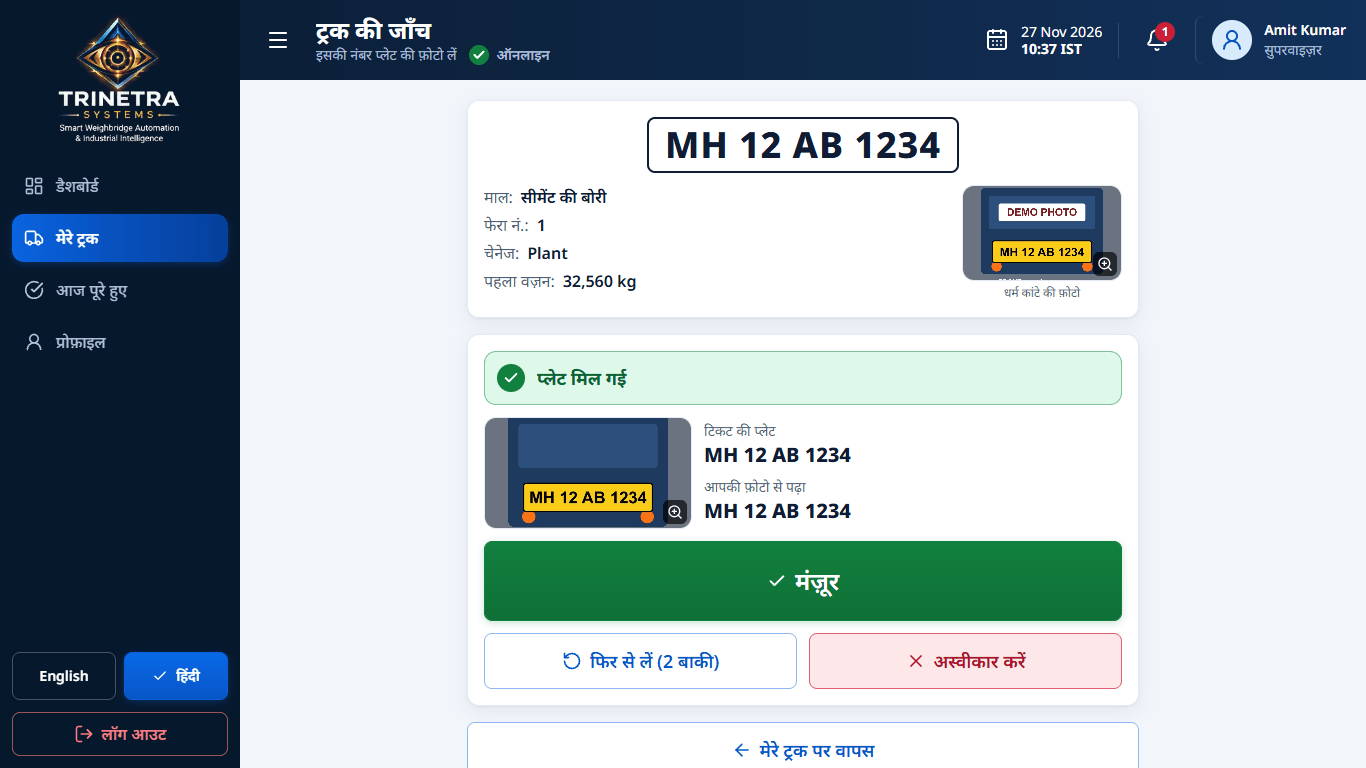 TRINETRA
SYSTEMS
Smart Weighbridge Automation
& Industrial Intelligence
डैशबोर्ड
मेरे ट्रक
आज पूरे हुए
प्रोफ़ाइल
English
हिंदी
लॉग आउट
ट्रक की जाँच
इसकी नंबर प्लेट की फ़ोटो लें
ऑनलाइन
27 Nov 2026
10:37 IST
1
Amit Kumar
सुपरवाइज़र
MH 12 AB 1234
माल: सीमेंट की बोरी
फेरा नं.: 1
चेनेज: Plant
पहला वज़न: 32,560 kg
DEMO PHOTO
MH 12 AB 1234
धर्म कांटे की फ़ोटो
प्लेट मिल गई
MH 12 AB 1234
टिकट की प्लेट
MH 12 AB 1234
आपकी फ़ोटो से पढ़ा
MH 12 AB 1234
मंज़ूर
फिर से लें (2 बाकी)
अस्वीकार करें
मेरे ट्रक पर वापस